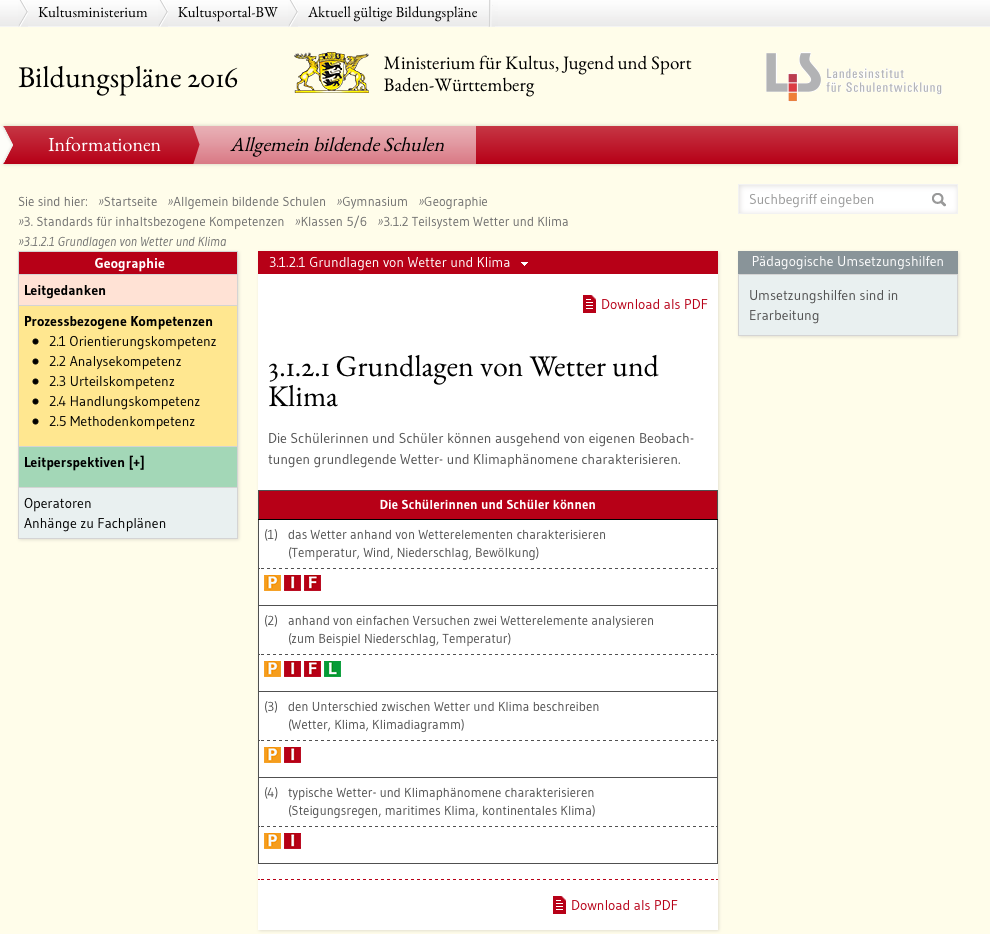 Kultusministerium Kultusportal-BW Aktuell gültige Bildungspläne
Bildungspläne 2016
Ministerium für Kultus, Jugend und Sport
Baden-Württemberg
LS
Landesinstitut
für Schulentwicklung
Informationen Allgemein bildende Schulen
Sie sind hier: »Startseite »Allgemein bildende Schulen »Gymnasium »Geographie
»3. Standards für inhaltsbezogene Kompetenzen »Klassen 5/6 »3.1.2 Teilsystem Wetter und Klima
»3.1.2.1 Grundlagen von Wetter und Klima
Suchbegriff eingeben
Geographie
Leitgedanken
Prozessbezogene Kompetenzen
2.1 Orientierungskompetenz
2.2 Analysekompetenz
2.3 Urteilskompetenz
2.4 Handlungskompetenz
2.5 Methodenkompetenz
Leitperspektiven [+]
Operatoren
Anhänge zu Fachplänen
3.1.2.1 Grundlagen von Wetter und Klima
Download als PDF
3.1.2.1 Grundlagen von Wetter und
Klima
Die Schülerinnen und Schüler können ausgehend von eigenen Beobach-
tungen grundlegende Wetter- und Klimaphänomene charakterisieren.
Die Schülerinnen und Schüler können
(1) das Wetter anhand von Wetterelementen charakterisieren
(Temperatur, Wind, Niederschlag, Bewölkung)
P I F
(2) anhand von einfachen Versuchen zwei Wetterelemente analysieren
(zum Beispiel Niederschlag, Temperatur)
P I F L
(3) den Unterschied zwischen Wetter und Klima beschreiben
(Wetter, Klima, Klimadiagramm)
P I
(4) typische Wetter- und Klimaphänomene charakterisieren
(Steigungsregen, maritimes Klima, kontinentales Klima)
P I
Download als PDF
Pädagogische Umsetzungshilfen
Umsetzungshilfen sind in
Erarbeitung